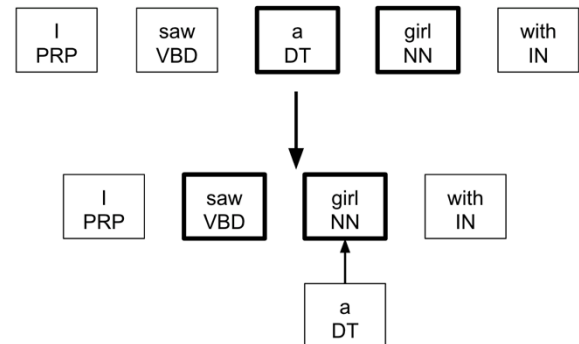 I saw a girl with
PRP VBD DT NN IN
I saw girl with
PRP VBD NN IN
a
DT